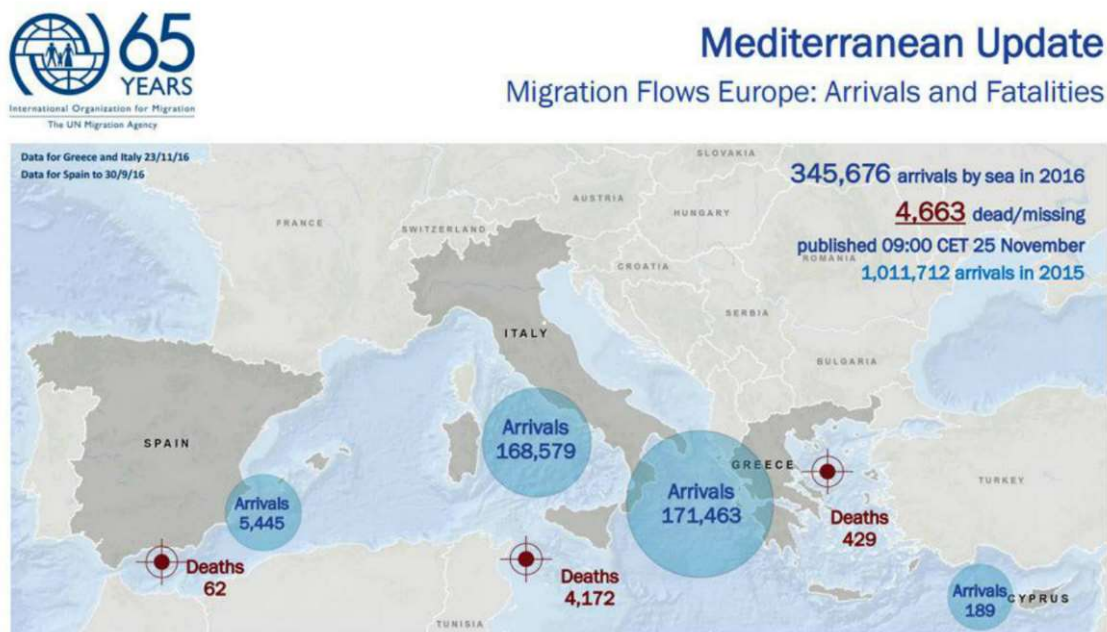 65
YEARS
International Organization for Migration
The UN Migration Agency
Mediterranean Update
Migration Flows Europe: Arrivals and Fatalities
Data for Greece and Italy 23/11/16
Data for Spain to 30/9/16
345,676 arrivals by sea in 2016
4,663 dead/missing
published 09:00 CET 25 November
1,011,712 arrivals in 2015
SLOVAKIA
AUSTRIA
HUNGARY
FRANCE
SWITZERLAND
ROMANIA
CROATIA
SERBIA
ITALY
BULGARIA
SPAIN
GREECE
TURKEY
Arrivals
168,579
Arrivals
171,463
Arrivals
5,445
Deaths
429
Deaths
62
Deaths
4,172
Arrivals
189
CYPRUS
TUNISIA